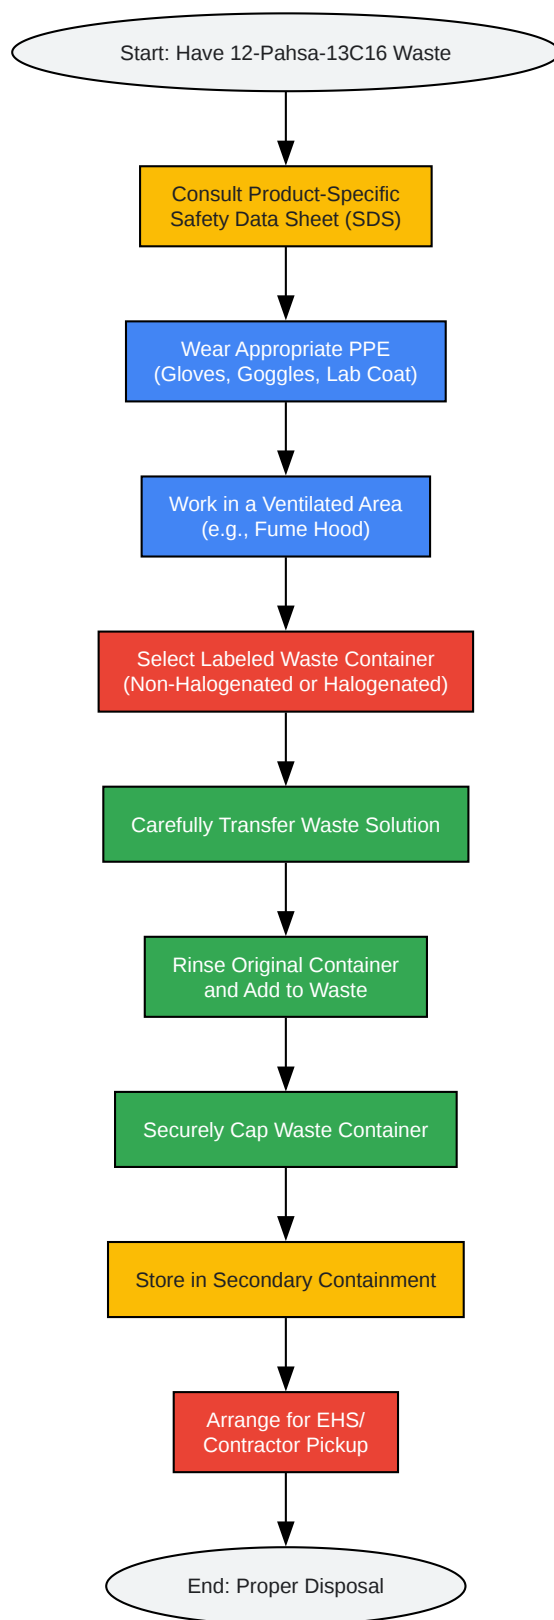 Start: Have 12-Pahsa-13C16 Waste
Consult Product-Specific
Safety Data Sheet (SDS)
Wear Appropriate PPE
(Gloves, Goggles, Lab Coat)
Work in a Ventilated Area
(e.g., Fume Hood)
Select Labeled Waste Container
(Non-Halogenated or Halogenated)
Carefully Transfer Waste Solution
Rinse Original Container
and Add to Waste
Securely Cap Waste Container
Store in Secondary Containment
Arrange for EHS/
Contractor Pickup
End: Proper Disposal